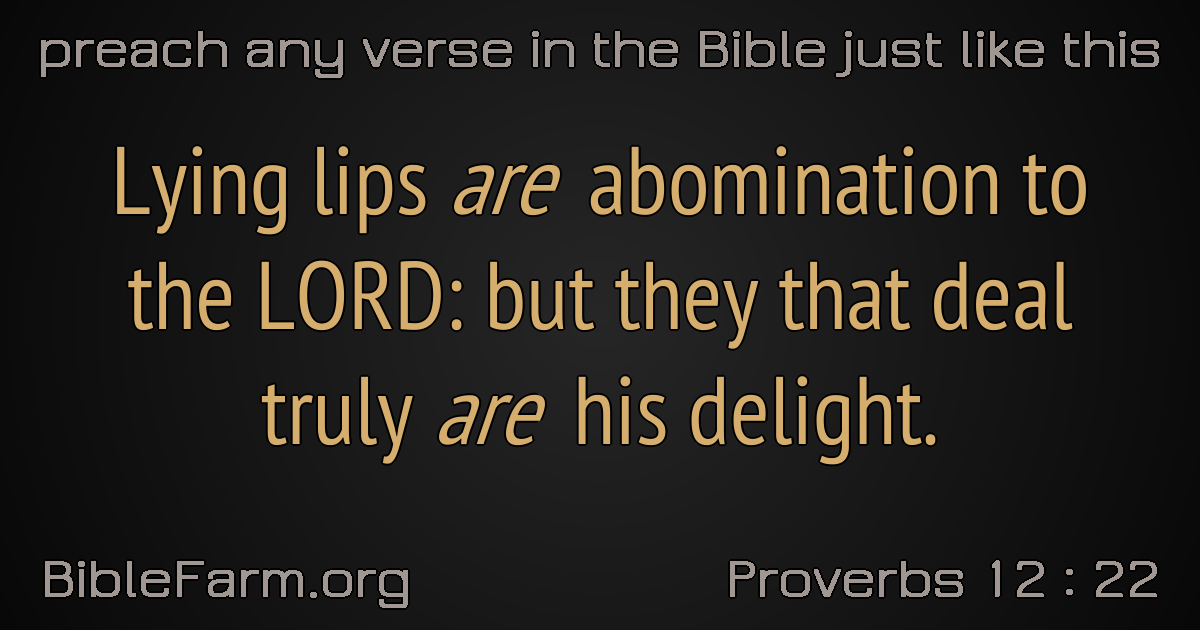 preach any verse in the Bible just like this
Lying lips are abomination to
the LORD: but they that deal
truly are his delight.
BibleFarm.org
Proverbs 12 : 22